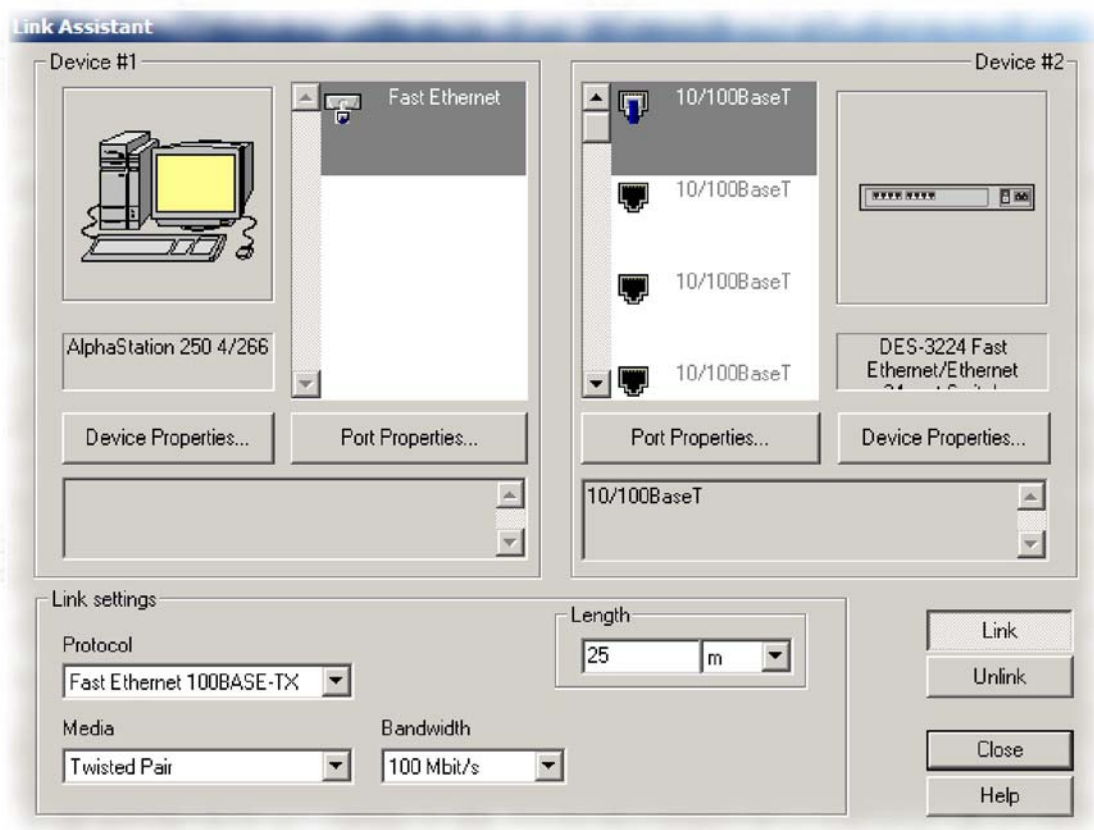 Link Assistant
Device #1
Device #2
Fast Ethernet
10/100BaseT
10/100BaseT
10/100BaseT
10/100BaseT
AlphaStation 250 4/266
DES-3224 Fast
Ethernet/Ethernet
Device Properties...
Port Properties...
Port Properties...
Device Properties...
10/100BaseT
Link settings
Protocol
Fast Ethernet 100BASE-TX
Length
25
m
Media
Twisted Pair
Bandwidth
100 Mbit/s
Link
Unlink
Close
Help